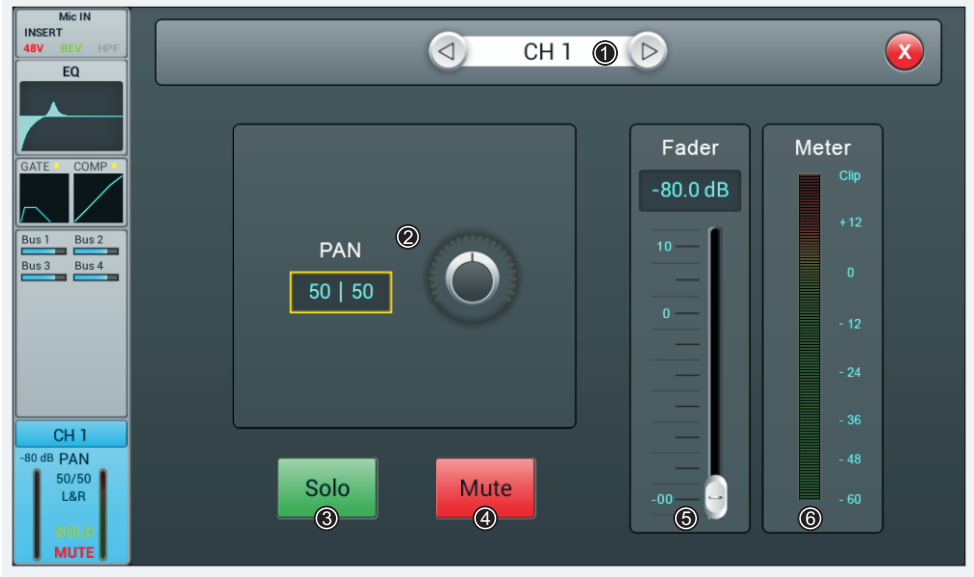 Mic IN
INSERT
48V REV HPF
EQ
GATE COMP
Bus 1 Bus 2
Bus 3 Bus 4
CH 1
-80 dB PAN
50/50
L&R
SOLO
MUTE
CH 1 ①
X
PAN ②
50 | 50
Solo
③
Mute
④
Fader
-80.0 dB
10
0
-00
⑤
Meter
Clip
+12
0
- 12
- 24
- 36
- 48
- 60
⑥